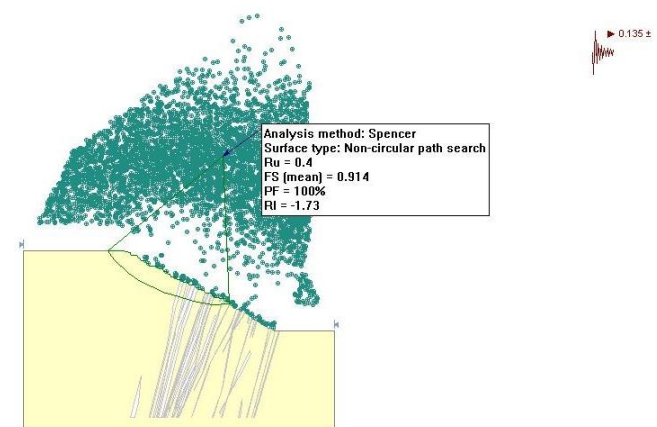 0.135 ±
Analysis method: Spencer
Surface type: Non-circular path search
Ru = 0.4
FS (mean) = 0.914
PF = 100%
RI = -1.73